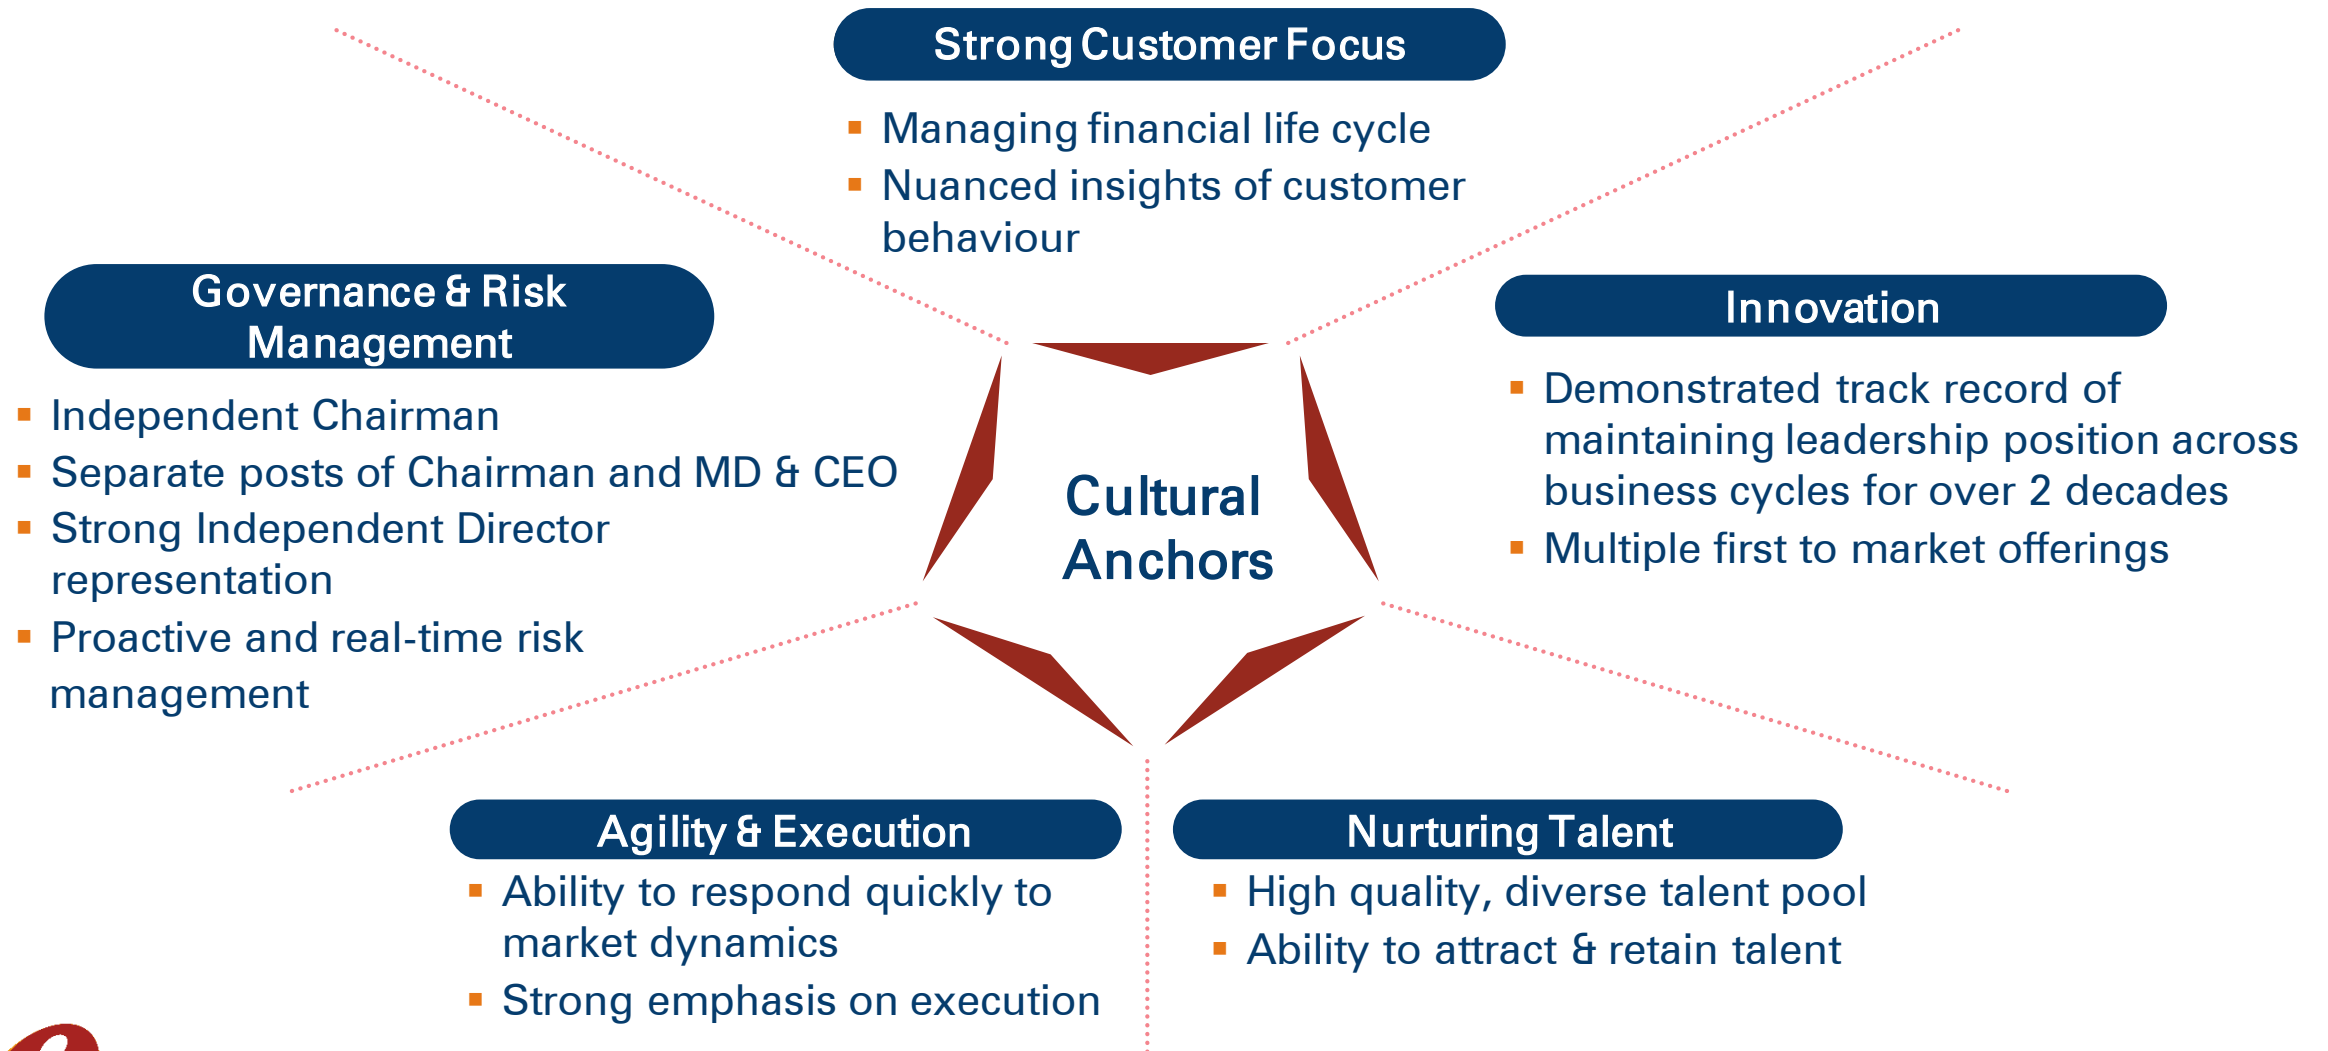 Strong Customer Focus
Managing financial life cycle
Nuanced insights of customer
behaviour
Governance & Risk
Management
Independent Chairman
Separate posts of Chairman and MD & CEO
Strong Independent Director
representation
Proactive and real-time risk
management
Cultural
Anchors
Innovation
Demonstrated track record of
maintaining leadership position across
business cycles for over 2 decades
Multiple first to market offerings
Agility & Execution
Ability to respond quickly to
market dynamics
Strong emphasis on execution
Nurturing Talent
High quality, diverse talent pool
Ability to attract & retain talent